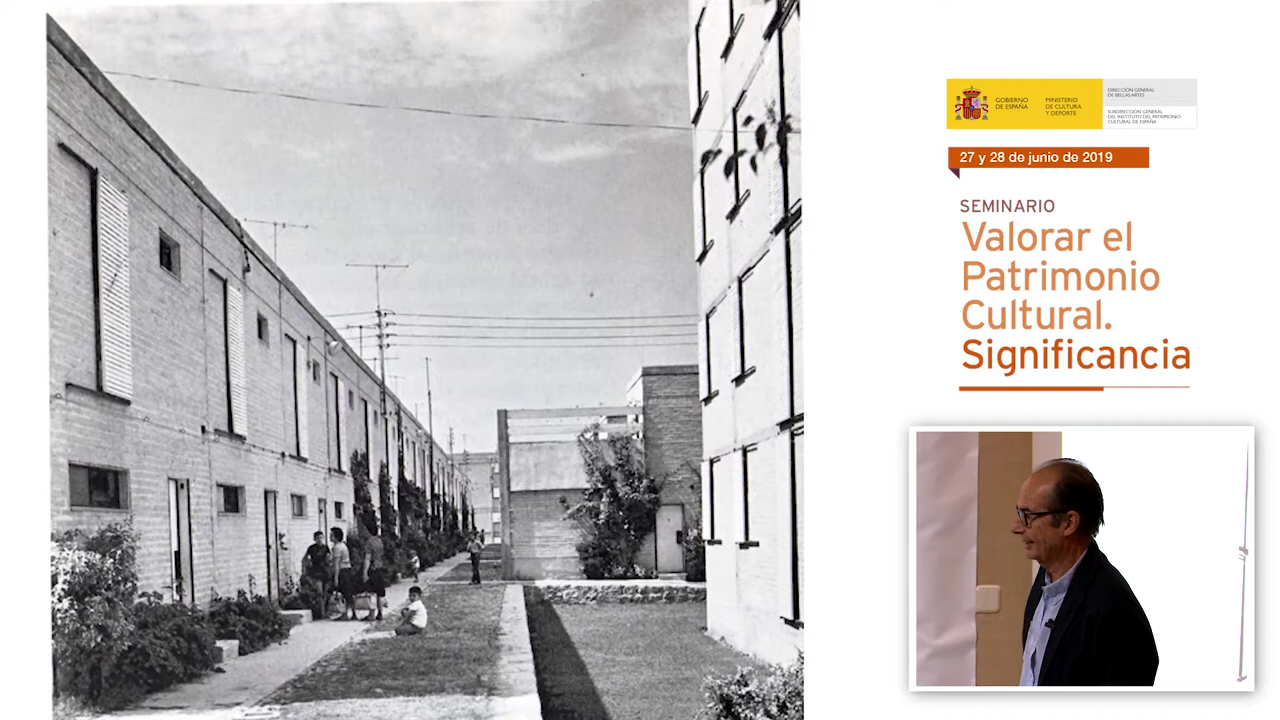 GOBIERNO
DE ESPAÑA
MINISTERIO
DE CULTURA
Y DEPORTE
DIRECCIÓN GENERAL
DE BELLAS ARTES
SUBDIRECCIÓN GENERAL
DEL INSTITUTO DEL PATRIMONIO
CULTURAL DE ESPAÑA
27 y 28 de junio de 2019
SEMINARIO
Valorar el
Patrimonio
Cultural.
Significancia